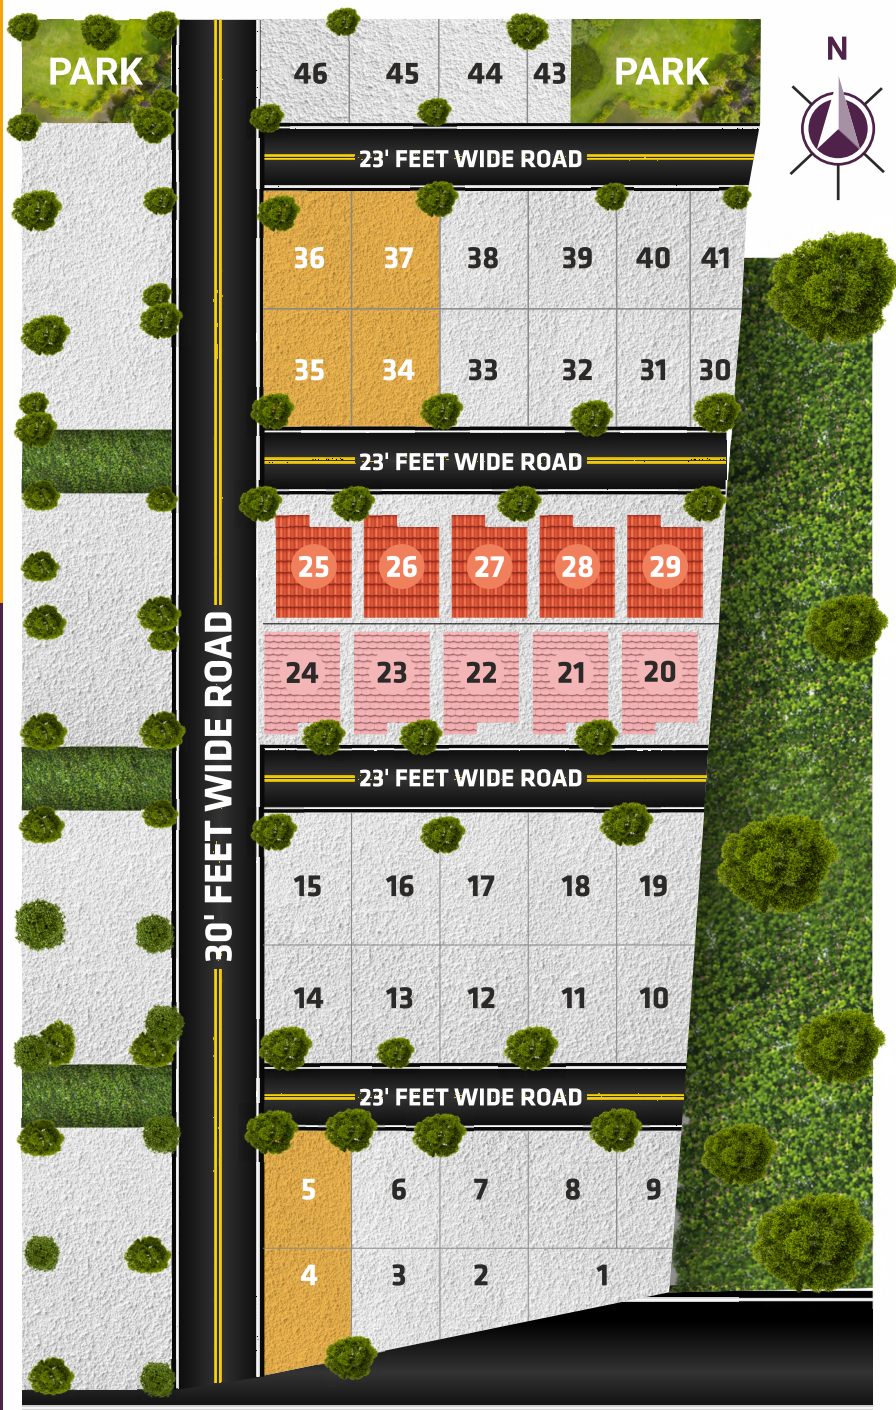 PARK
46 45 44 43
PARK
N
23' FEET WIDE ROAD
36 37 38 39 40 41
35 34 33 32 31 30
23' FEET WIDE ROAD
25 26 27 28 29
24 23 22 21 20
30' FEET WIDE ROAD
23' FEET WIDE ROAD
15 16 17 18 19
14 13 12 11 10
23' FEET WIDE ROAD
5 6 7 8 9
4 3 2 1